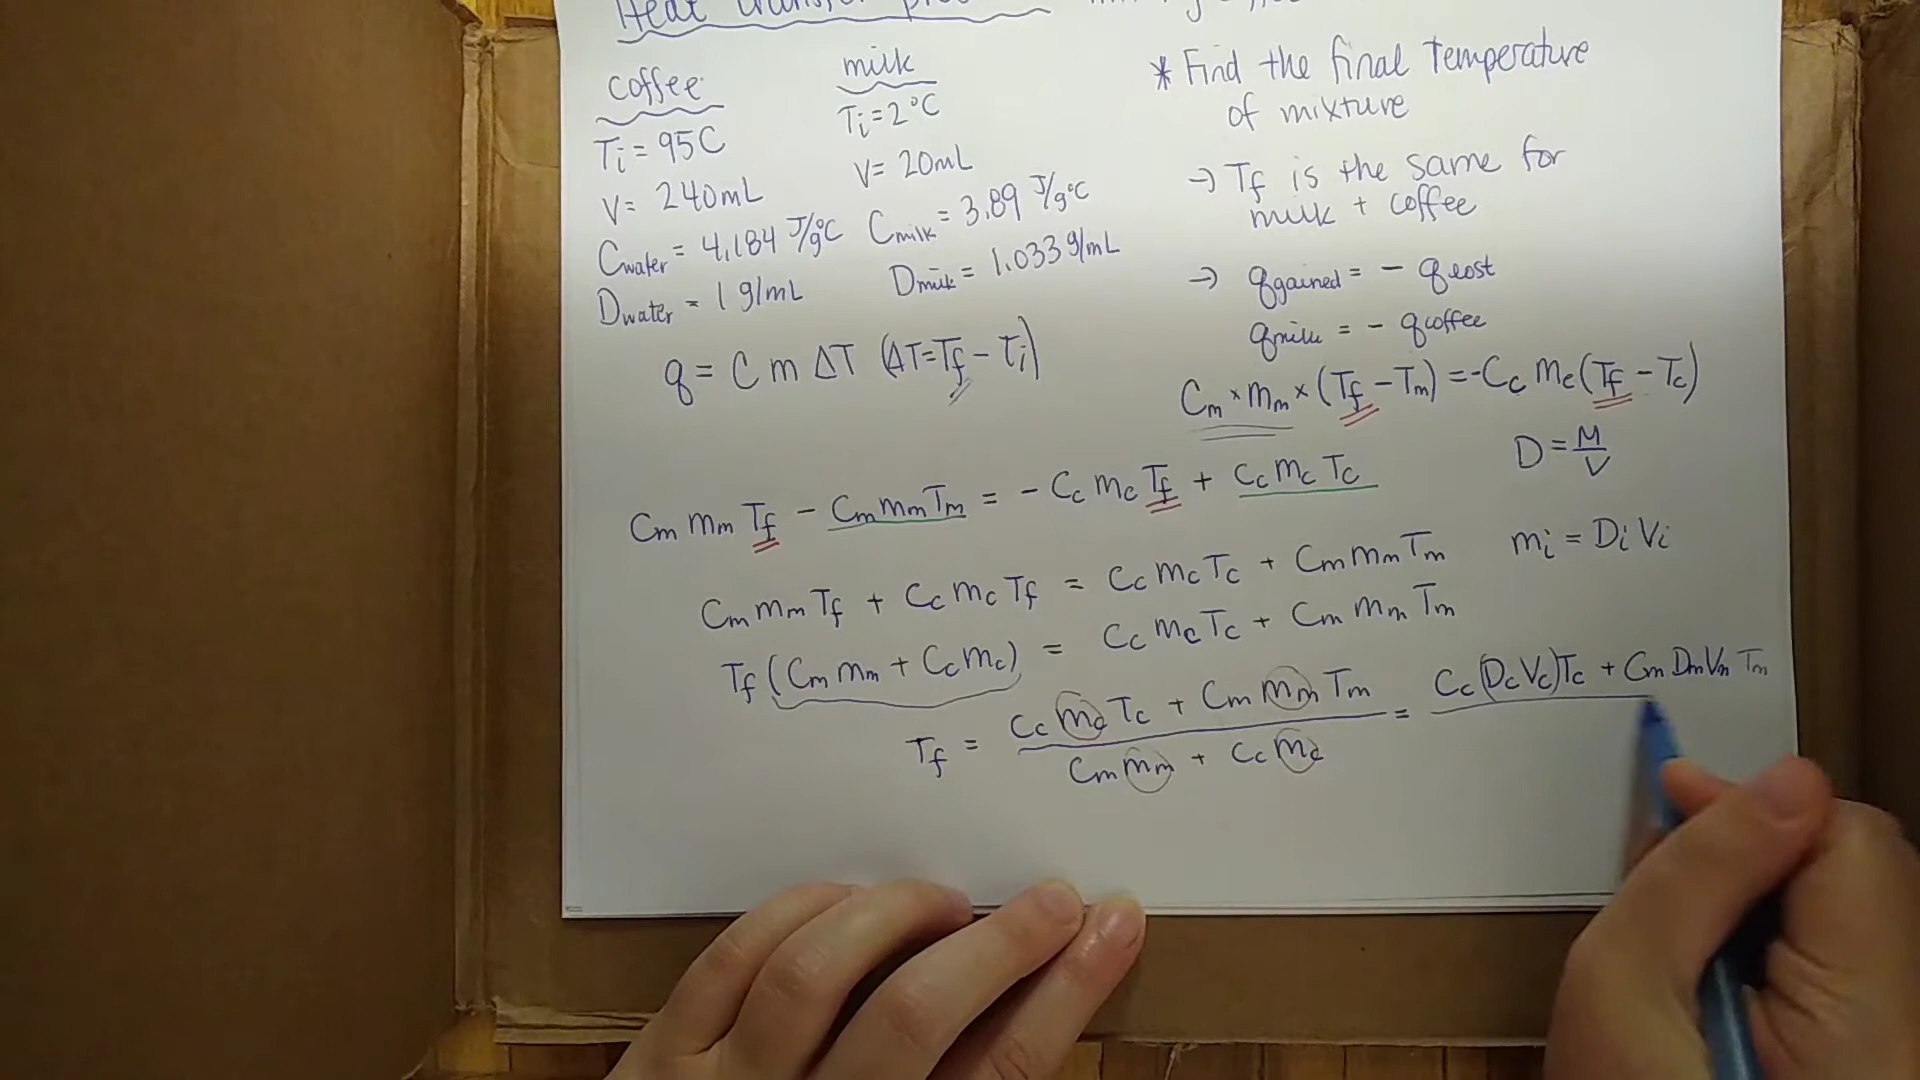 Heat transfer
coffee:
Ti = 95C
V = 240mL
Cwater = 4.184 J/g°C
Dwater = 1 g/mL
milk
Ti = 2°C
V = 20mL
Cmilk = 3.89 J/g°C
Dmilk = 1.033 g/mL
q = C m ΔT (ΔT = Tf - Ti)
* Find the final temperature
of mixture
→ Tf is the same for
milk + coffee
→ qgained = - qlost
qmilk = - qcoffee
Cm × mm × (Tf - Tm) = -Cc mc (Tf - Tc)
D = M/V
Cm mm Tf - Cm mm Tm = - Cc mc Tf + Cc mc Tc
mi = Di Vi
Cm mm Tf + Cc mc Tf = Cc mc Tc + Cm mm Tm
Tf (Cm mm + Cc mc) = Cc mc Tc + Cm mm Tm
Tf = Cc mc Tc + Cm mm Tm / Cm mm + Cc mc = Cc (Dc Vc) Tc + Cm Dm Vm Tm